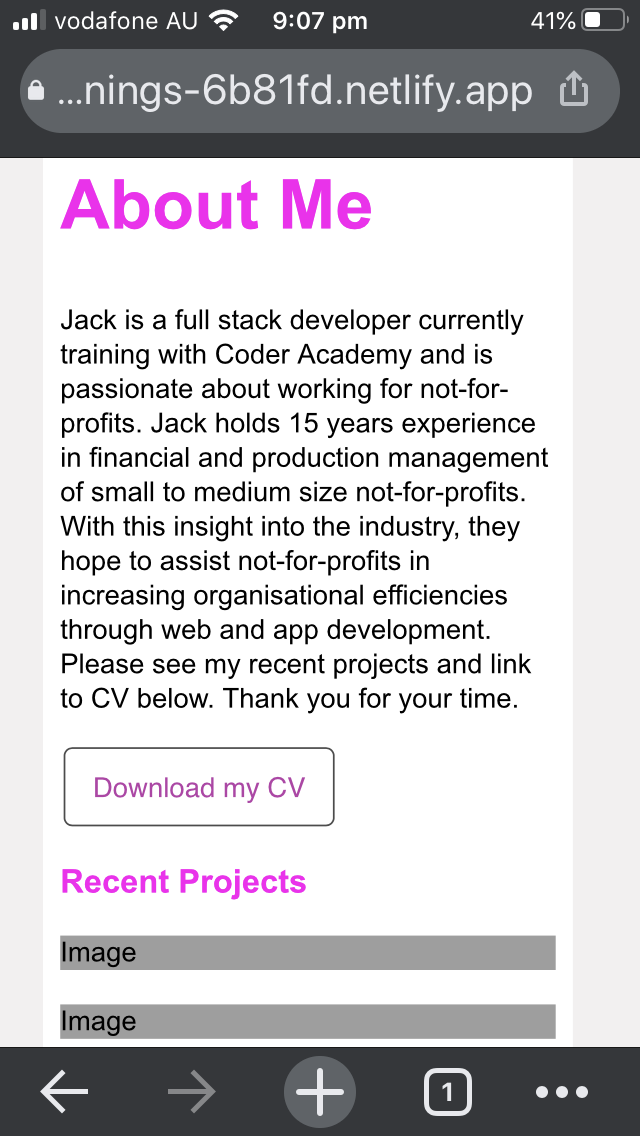 vodafone AU 9:07 pm 41%
...nings-6b81fd.netlify.app
About Me
Jack is a full stack developer currently
training with Coder Academy and is
passionate about working for not-for-
profits. Jack holds 15 years experience
in financial and production management
of small to medium size not-for-profits.
With this insight into the industry, they
hope to assist not-for-profits in
increasing organisational efficiencies
through web and app development.
Please see my recent projects and link
to CV below. Thank you for your time.
Download my CV
Recent Projects
Image
Image
1